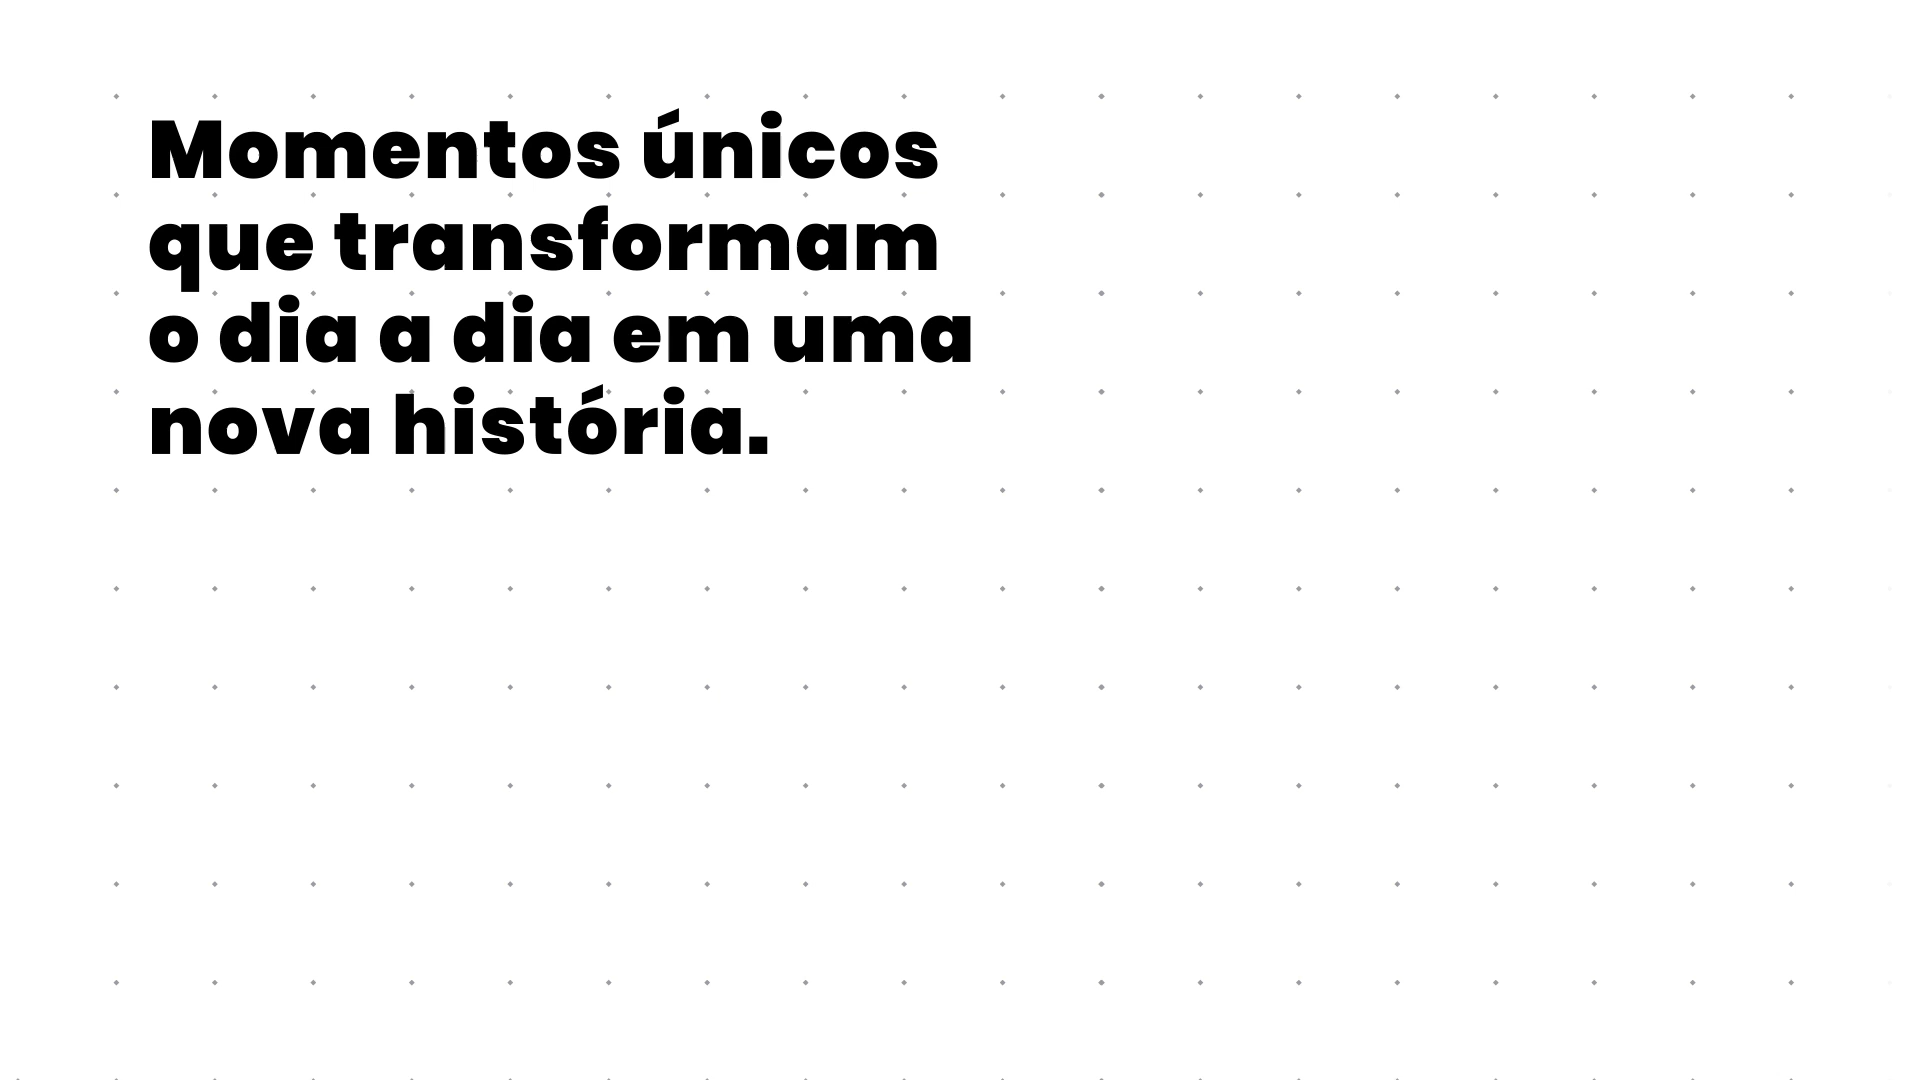 Momentos únicos
que transformam
o dia a dia em uma
nova história.